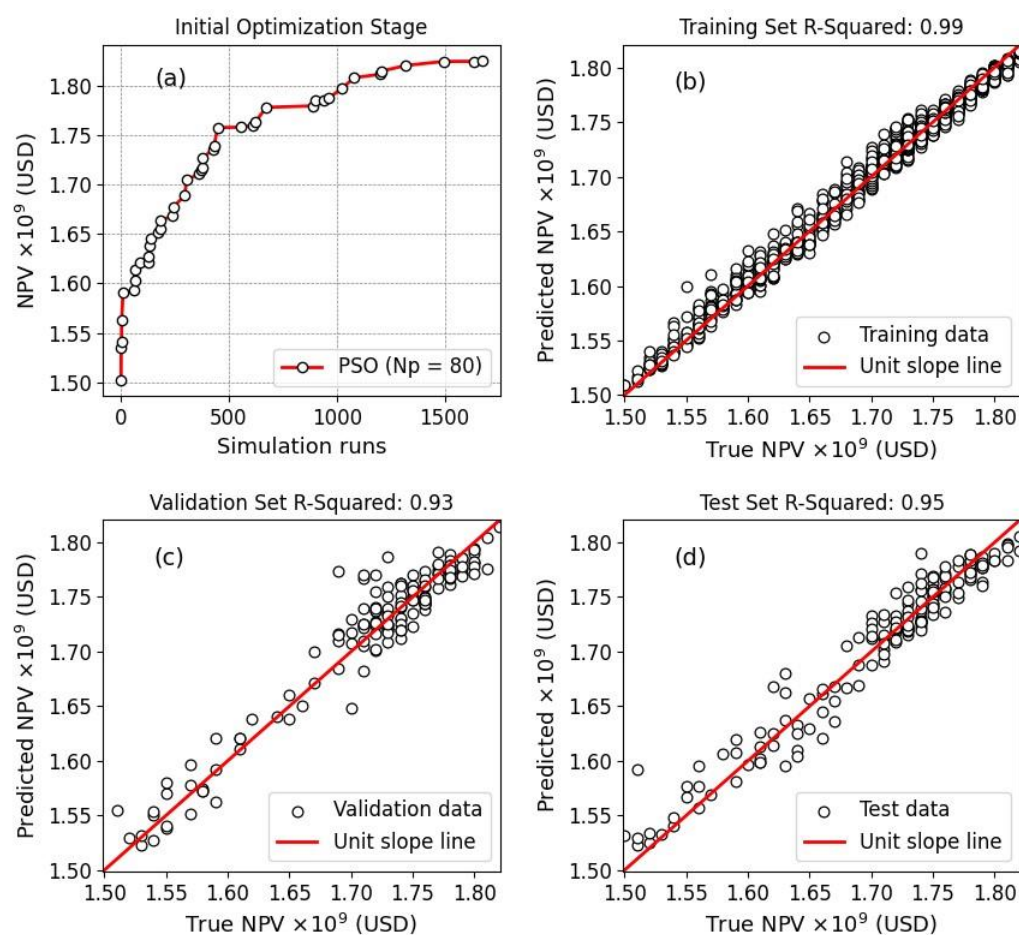 Initial Optimization Stage
(a)
NPV ×10⁹ (USD)
1.80
1.75
1.70
1.65
1.60
1.55
1.50
PSO (Np = 80)
0 500 1000 1500
Simulation runs
Training Set R-Squared: 0.99
(b)
Predicted NPV ×10⁹ (USD)
1.80
1.75
1.70
1.65
1.60
1.55
1.50
Training data
Unit slope line
1.50 1.55 1.60 1.65 1.70 1.75 1.80
True NPV ×10⁹ (USD)
Validation Set R-Squared: 0.93
(c)
Predicted NPV ×10⁹ (USD)
1.80
1.75
1.70
1.65
1.60
1.55
1.50
Validation data
Unit slope line
1.50 1.55 1.60 1.65 1.70 1.75 1.80
True NPV ×10⁹ (USD)
Test Set R-Squared: 0.95
(d)
Predicted ×10⁹ (USD)
1.80
1.75
1.70
1.65
1.60
1.55
1.50
Test data
Unit slope line
1.50 1.55 1.60 1.65 1.70 1.75 1.80
True NPV ×10⁹ (USD)